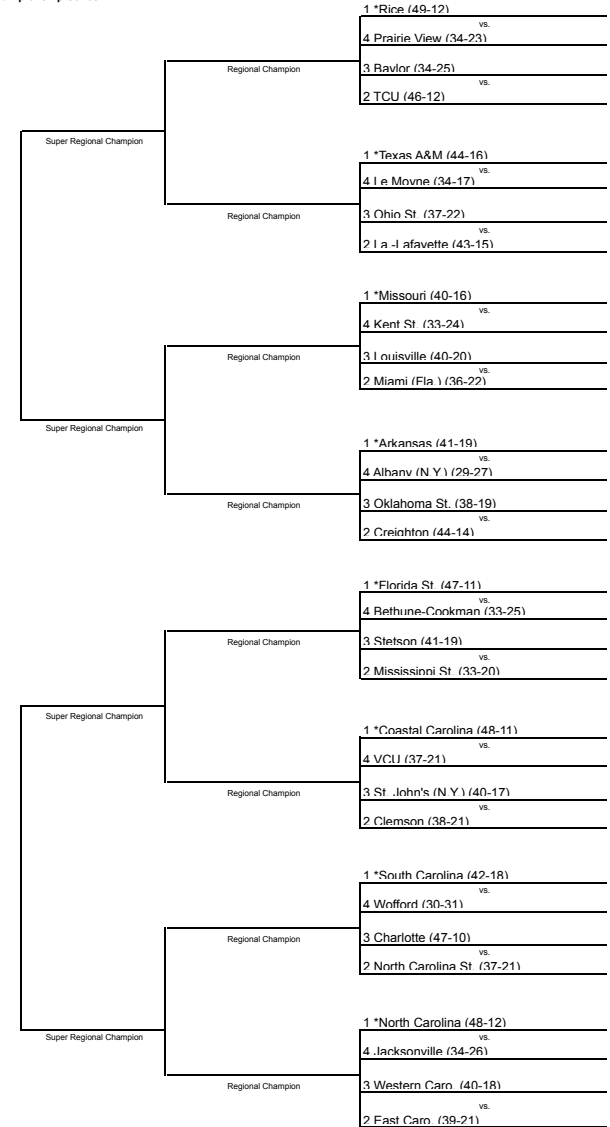 1 *Rice (49-12)
vs.
4 Prairie View (34-23)
Regional Champion
3 Baylor (34-25)
vs.
2 TCU (46-12)
Super Regional Champion
1 *Texas A&M (44-16)
vs.
4 Le Moyne (34-17)
Regional Champion
3 Ohio St. (37-22)
vs.
2 La.-Lafayette (43-15)
1 *Missouri (40-16)
vs.
4 Kent St. (33-24)
Regional Champion
3 Louisville (40-20)
vs.
2 Miami (Fla.) (36-22)
Super Regional Champion
1 *Arkansas (41-19)
vs.
4 Albany (N.Y.) (29-27)
Regional Champion
3 Oklahoma St. (38-19)
vs.
2 Creighton (44-14)
1 *Florida St. (47-11)
vs.
4 Bethune-Cookman (33-25)
Regional Champion
3 Stetson (41-19)
vs.
2 Mississippi St. (33-20)
Super Regional Champion
1 *Coastal Carolina (48-11)
vs.
4 VCU (37-21)
Regional Champion
3 St. John's (N.Y.) (40-17)
vs.
2 Clemson (38-21)
1 *South Carolina (42-18)
vs.
4 Wofford (30-31)
Regional Champion
3 Charlotte (47-10)
vs.
2 North Carolina St. (37-21)
Super Regional Champion
1 *North Carolina (48-12)
vs.
4 Jacksonville (34-26)
Regional Champion
3 Western Caro. (40-18)
vs.
2 East Caro. (39-21)